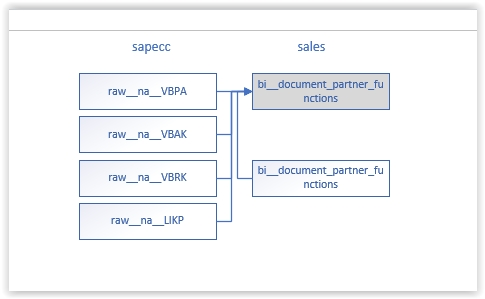 sapecc
sales
raw__na__VBPA
bi__document_partner_fu
nctions
raw__na__VBAK
raw__na__VBRK
bi__document_partner_fu
nctions
raw__na__LIKP